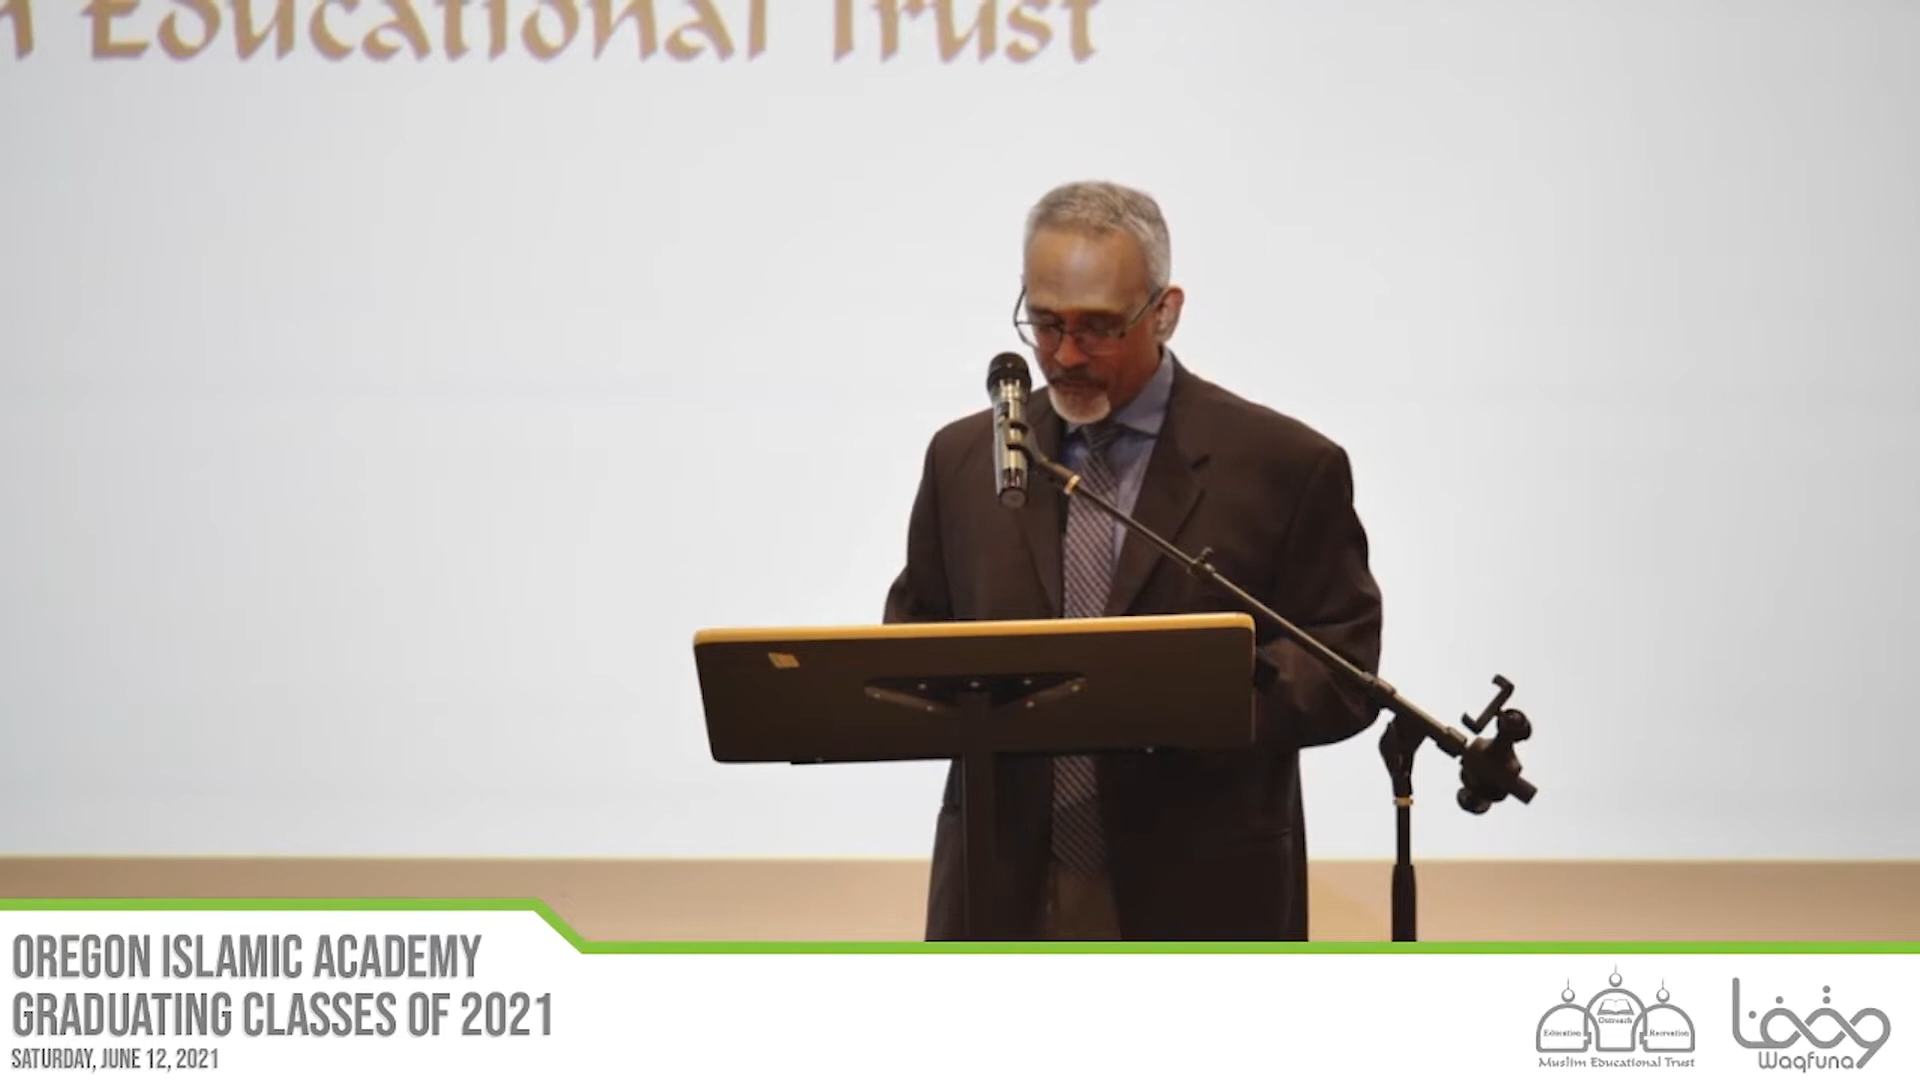 n Educational Trust
OREGON ISLAMIC ACADEMY
GRADUATING CLASSES OF 2021
SATURDAY, JUNE 12, 2021
Education
Outreach
Recreation
Muslim Educational Trust
وقفنا
Waqfuna